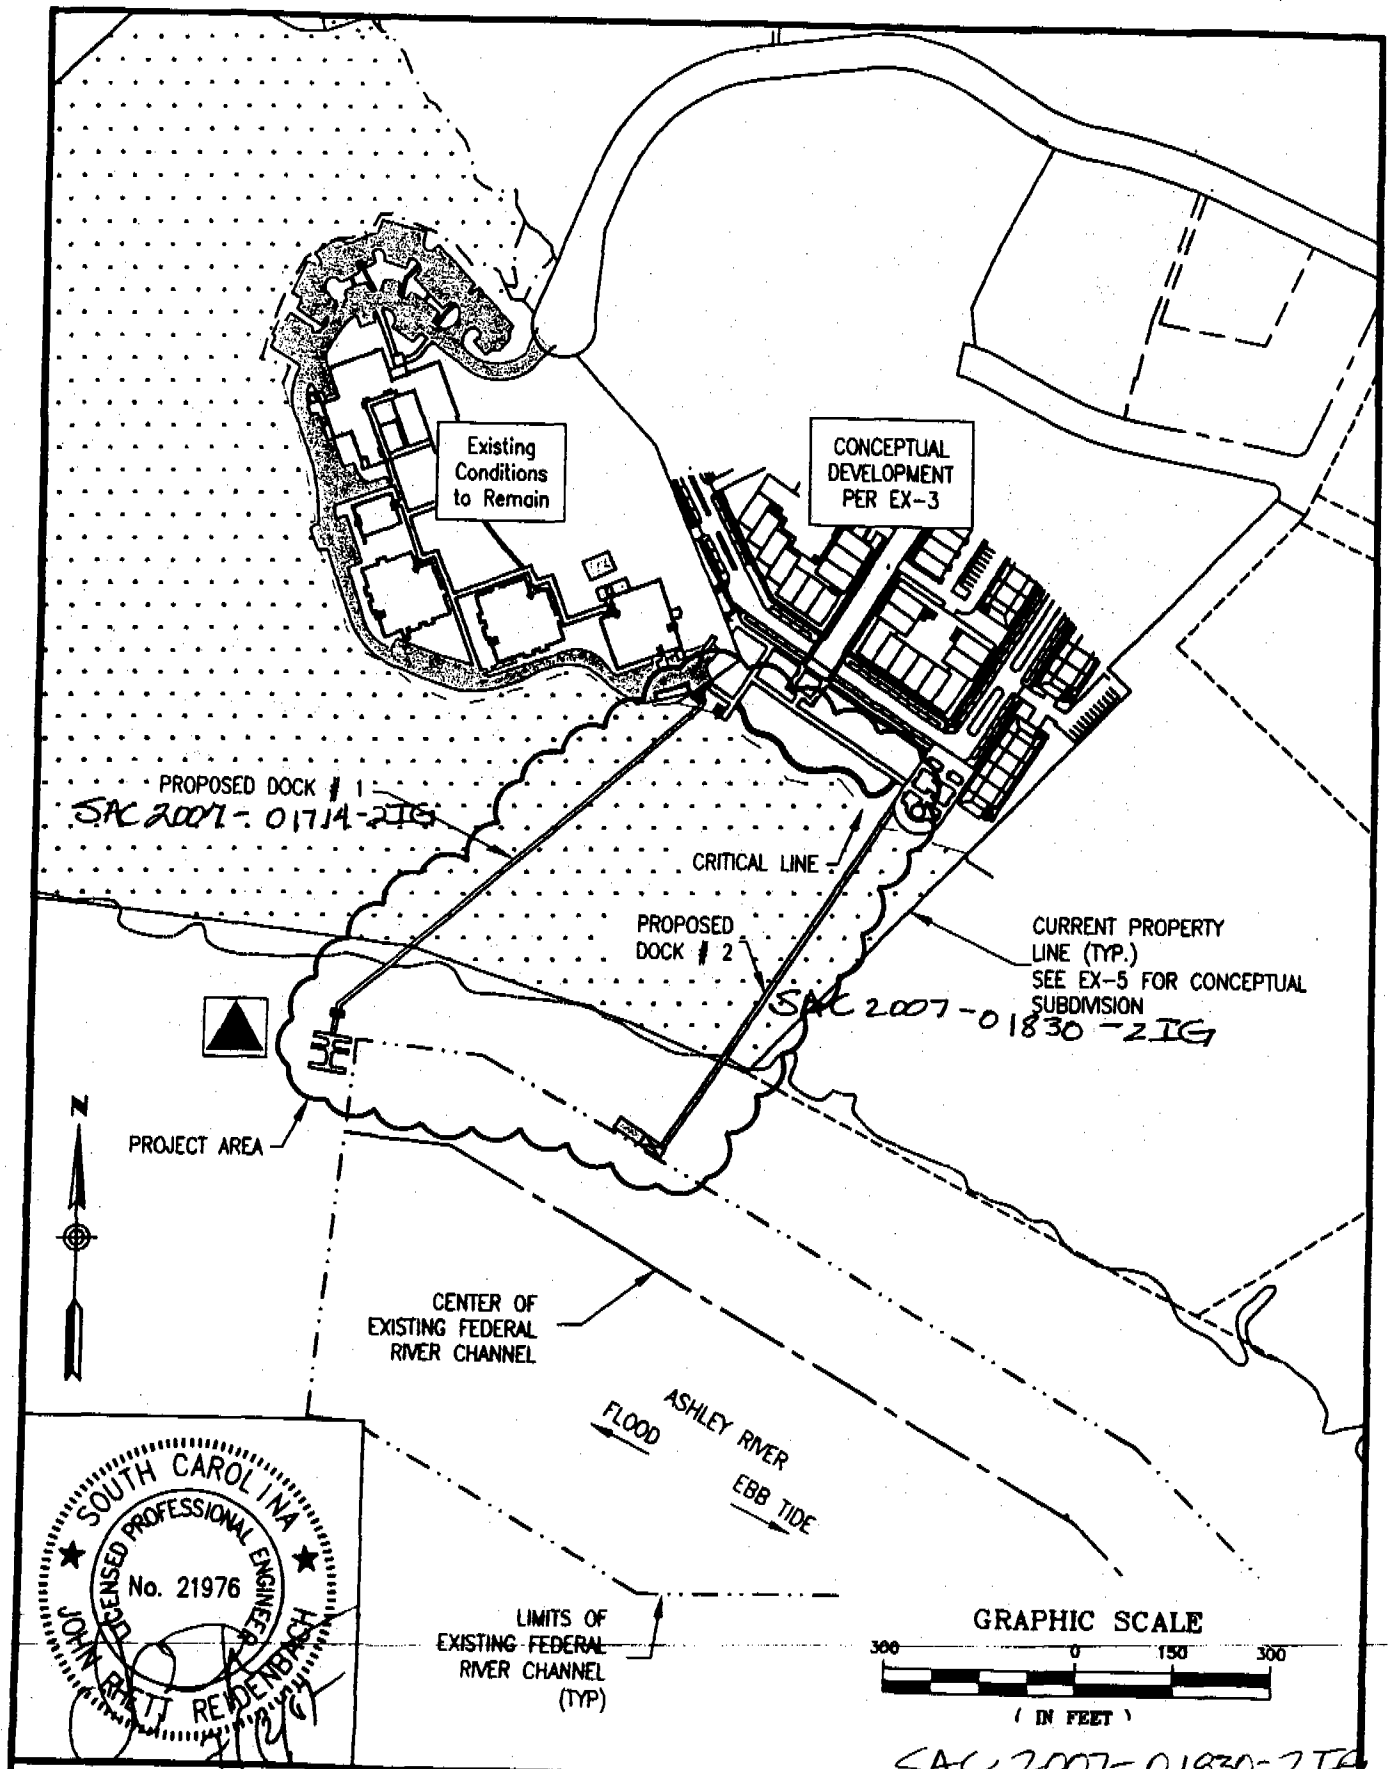 Existing
Conditions
to Remain
CONCEPTUAL
DEVELOPMENT
PER EX-3
PROPOSED DOCK # 1
SAC 2007-01714-2IG
CRITICAL LINE
PROPOSED
DOCK # 2
CURRENT PROPERTY
LINE (TYP.)
SEE EX-5 FOR CONCEPTUAL
SUBDIVISION
SAC 2007-01830-2IG
N
PROJECT AREA
CENTER OF
EXISTING FEDERAL
RIVER CHANNEL
ASHLEY RIVER
FLOOD
EBB TIDE
SOUTH CAROLINA
LICENSED PROFESSIONAL ENGINEER
No. 21976
JOHN RHETT REIDENBACH
LIMITS OF
EXISTING FEDERAL
RIVER CHANNEL
(TYP)
GRAPHIC SCALE
300 0 150 300
( IN FEET )
SAC 2007-01830-2IG